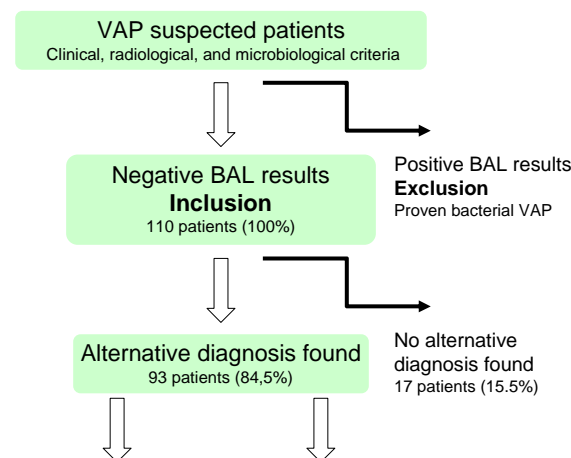 VAP suspected patients
Clinical, radiological, and microbiological criteria
Negative BAL results
Inclusion
110 patients (100%)
Positive BAL results
Exclusion
Proven bacterial VAP
Alternative diagnosis found
93 patients (84,5%)
No alternative
diagnosis found
17 patients (15.5%)